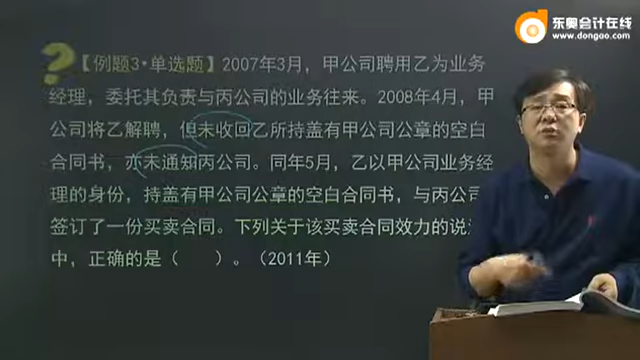 东奥会计在线
www.dongao.com
?【例题3·单选题】2007年3月，甲公司聘用乙为业务
经理，委托其负责与丙公司的业务往来。2008年4月，甲
公司将乙解聘，但未收回乙所持盖有甲公司公章的空白
合同书，亦未通知丙公司。同年5月，乙以甲公司业务经
理的身份，持盖有甲公司公章的空白合同书，与丙公司
签订了一份买卖合同。下列关于该买卖合同效力的说
中，正确的是（ ）。（2011年）